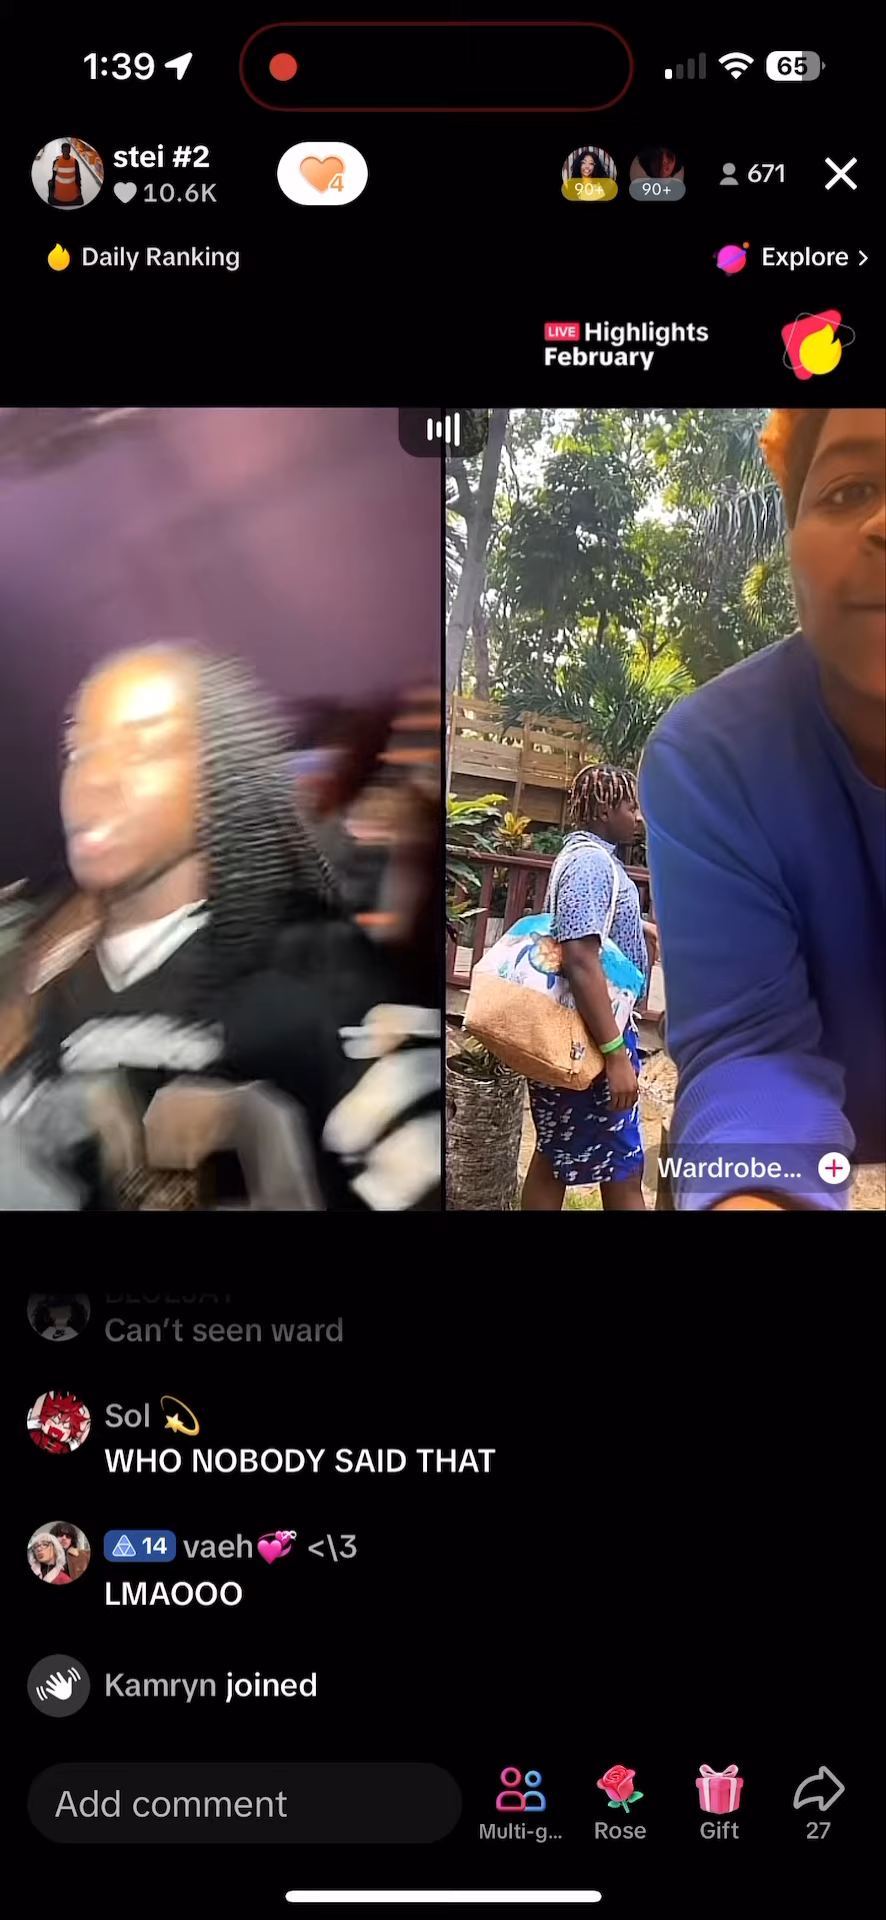 1:39
65
stei #2
10.6K
4
90+
90+
671
Daily Ranking
Explore >
LIVE Highlights
February
Wardrobe...
BLUEJAY
Can't seen ward
Sol
WHO NOBODY SAID THAT
14 vaeh <\3
LMAOOO
Kamryn joined
Add comment
Multi-g...
Rose
Gift
27